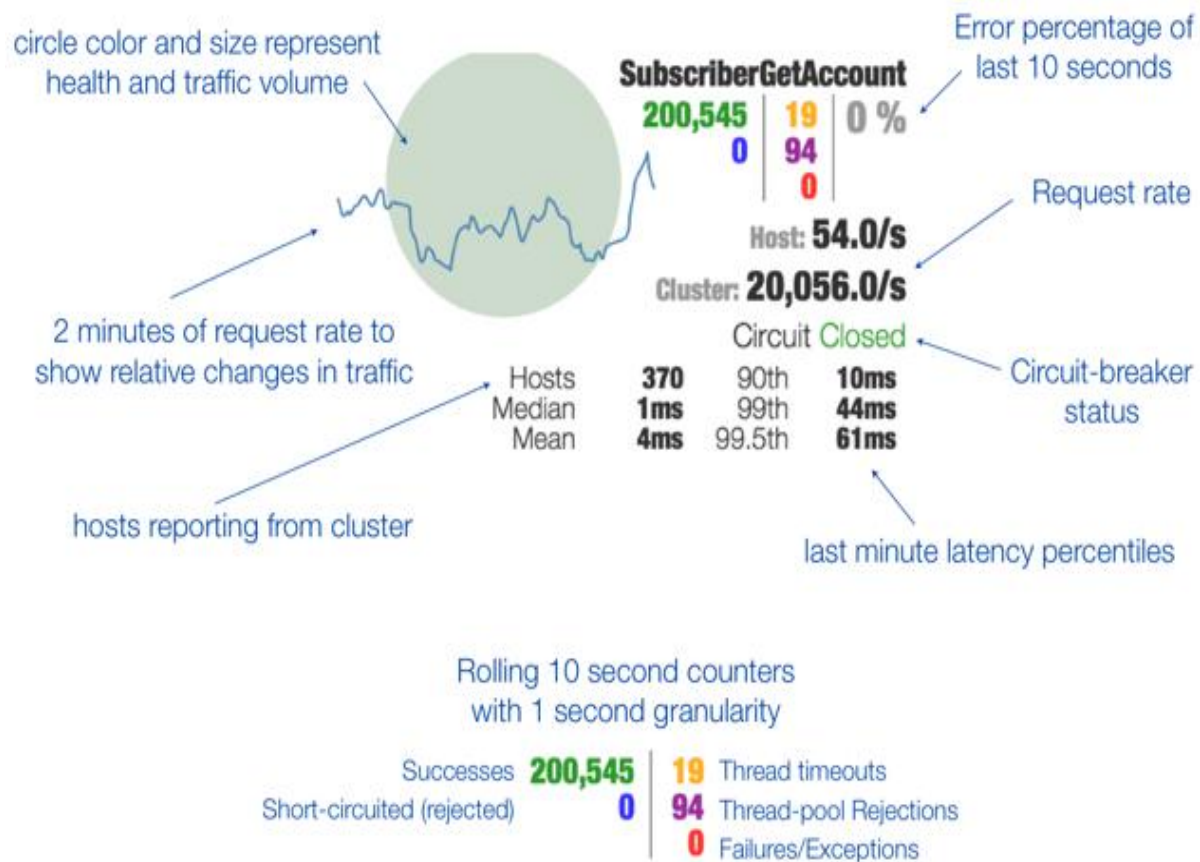 circle color and size represent
health and traffic volume
Error percentage of
last 10 seconds
SubscriberGetAccount
200,545 19 0 %
0 94
0
Request rate
Host: 54.0/s
Cluster: 20,056.0/s
2 minutes of request rate to
show relative changes in traffic
Circuit Closed
Circuit-breaker
status
Hosts 370 90th 10ms
Median 1ms 99th 44ms
Mean 4ms 99.5th 61ms
hosts reporting from cluster
last minute latency percentiles
Rolling 10 second counters
with 1 second granularity
Successes 200,545 19 Thread timeouts
Short-circuited (rejected) 0 94 Thread-pool Rejections
0 Failures/Exceptions